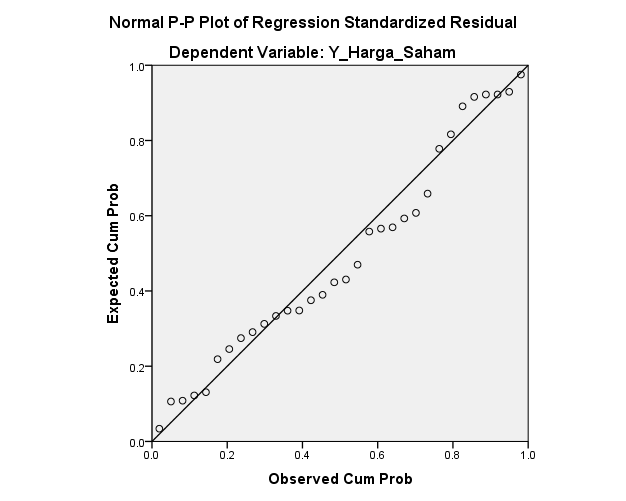 Normal P-P Plot of Regression Standardized Residual
Dependent Variable: Y_Harga_Saham
Expected Cum Prob
1.0
0.8
0.6
0.4
0.2
0.0
0.0 0.2 0.4 0.6 0.8 1.0
Observed Cum Prob